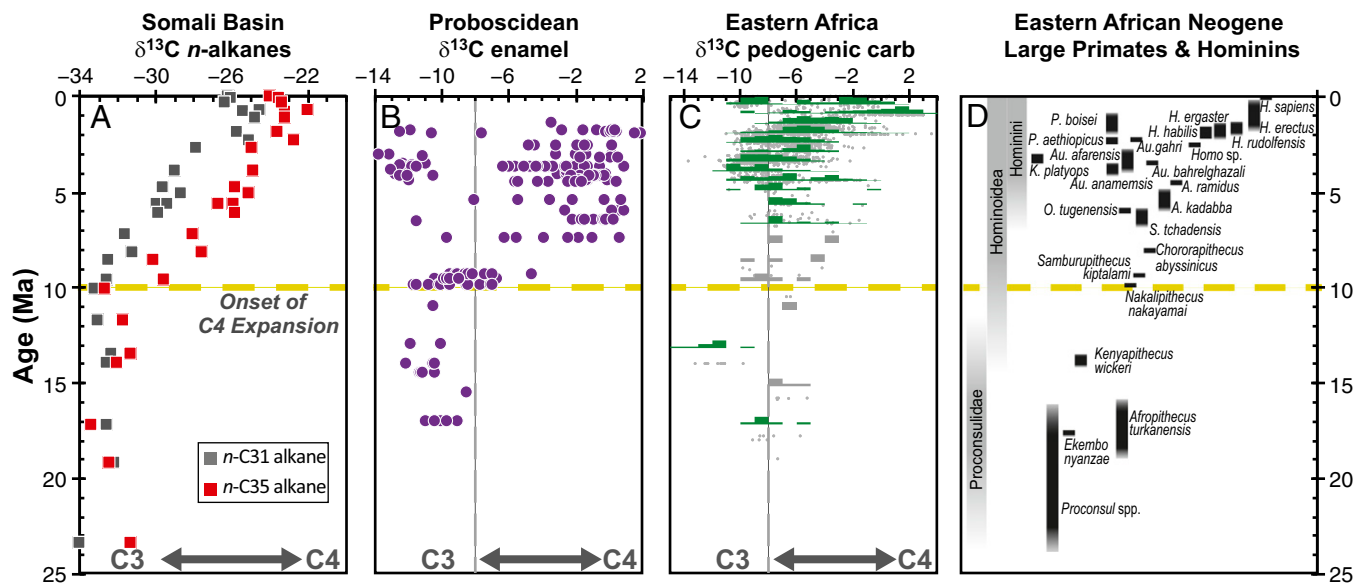 Somali Basin
δ13C n-alkanes
Proboscidean
δ13C enamel
Eastern Africa
δ13C pedogenic carb
Eastern African Neogene
Large Primates & Hominins
−34 −30 −26 −22
−14 −10 −6 −2 2
−14 −10 −6 −2 2
A
B
C
D
Age (Ma)
0
5
10
15
20
25
Onset of
C4 Expansion
n-C31 alkane
n-C35 alkane
C3 C4
C3 C4
C3 C4
Proconsulidae
Hominoidea
Hominini
H. sapiens
P. boisei
H. ergaster
H. habilis
H. erectus
P. aethiopicus
Au.gahri
H. rudolfensis
Au. afarensis
Homo sp.
K. platyops
Au. bahrelghazali
Au. anamemsis
A. ramidus
O. tugenensis
A. kadabba
S. tchadensis
Samburupithecus
kiptalami
Chororapithecus
abyssinicus
Nakalipithecus
nakayamai
Kenyapithecus
wickeri
Afropithecus
turkanensis
Ekembo
nyanzae
Proconsul spp.
0
5
10
15
20
25